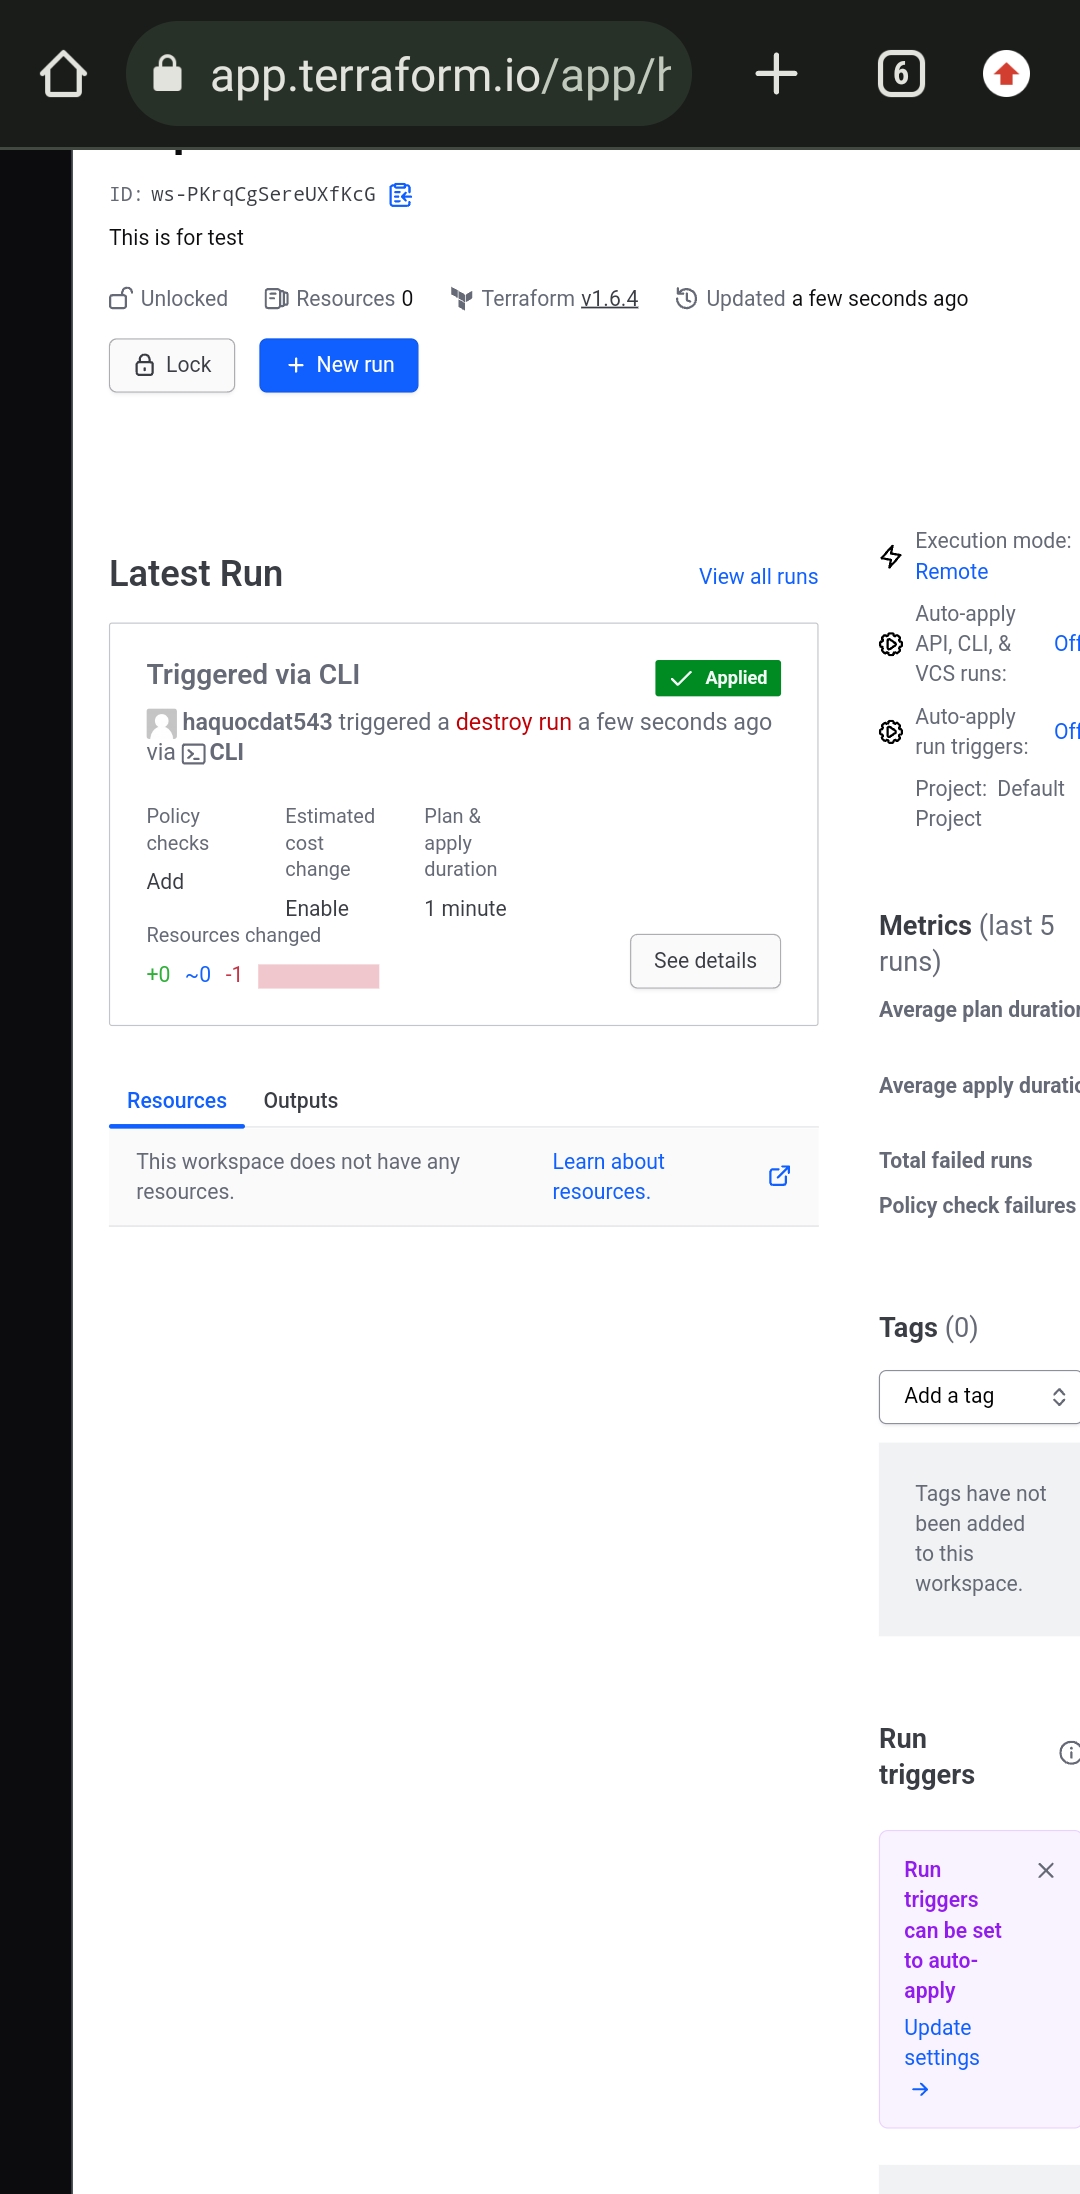 app.terraform.io/app/h
6
ID: ws-PKrqCgSereUXfKcG
This is for test
Unlocked Resources 0 Terraform v1.6.4 Updated a few seconds ago
Lock + New run
Latest Run View all runs
Triggered via CLI Applied
haquocdat543 triggered a destroy run a few seconds ago
via CLI
Policy checks
Add
Estimated cost change
Enable
Plan & apply duration
1 minute
Resources changed
+0 ~0 -1
See details
Resources Outputs
This workspace does not have any
resources.
Learn about
resources.
Execution mode:
Remote
Auto-apply
API, CLI, & Off
VCS runs:
Auto-apply
run triggers: Off
Project: Default
Project
Metrics (last 5
runs)
Average plan duration
Average apply duratio
Total failed runs
Policy check failures
Tags (0)
Add a tag
Tags have not
been added
to this
workspace.
Run
triggers
Run
triggers
can be set
to auto-
apply
Update
settings